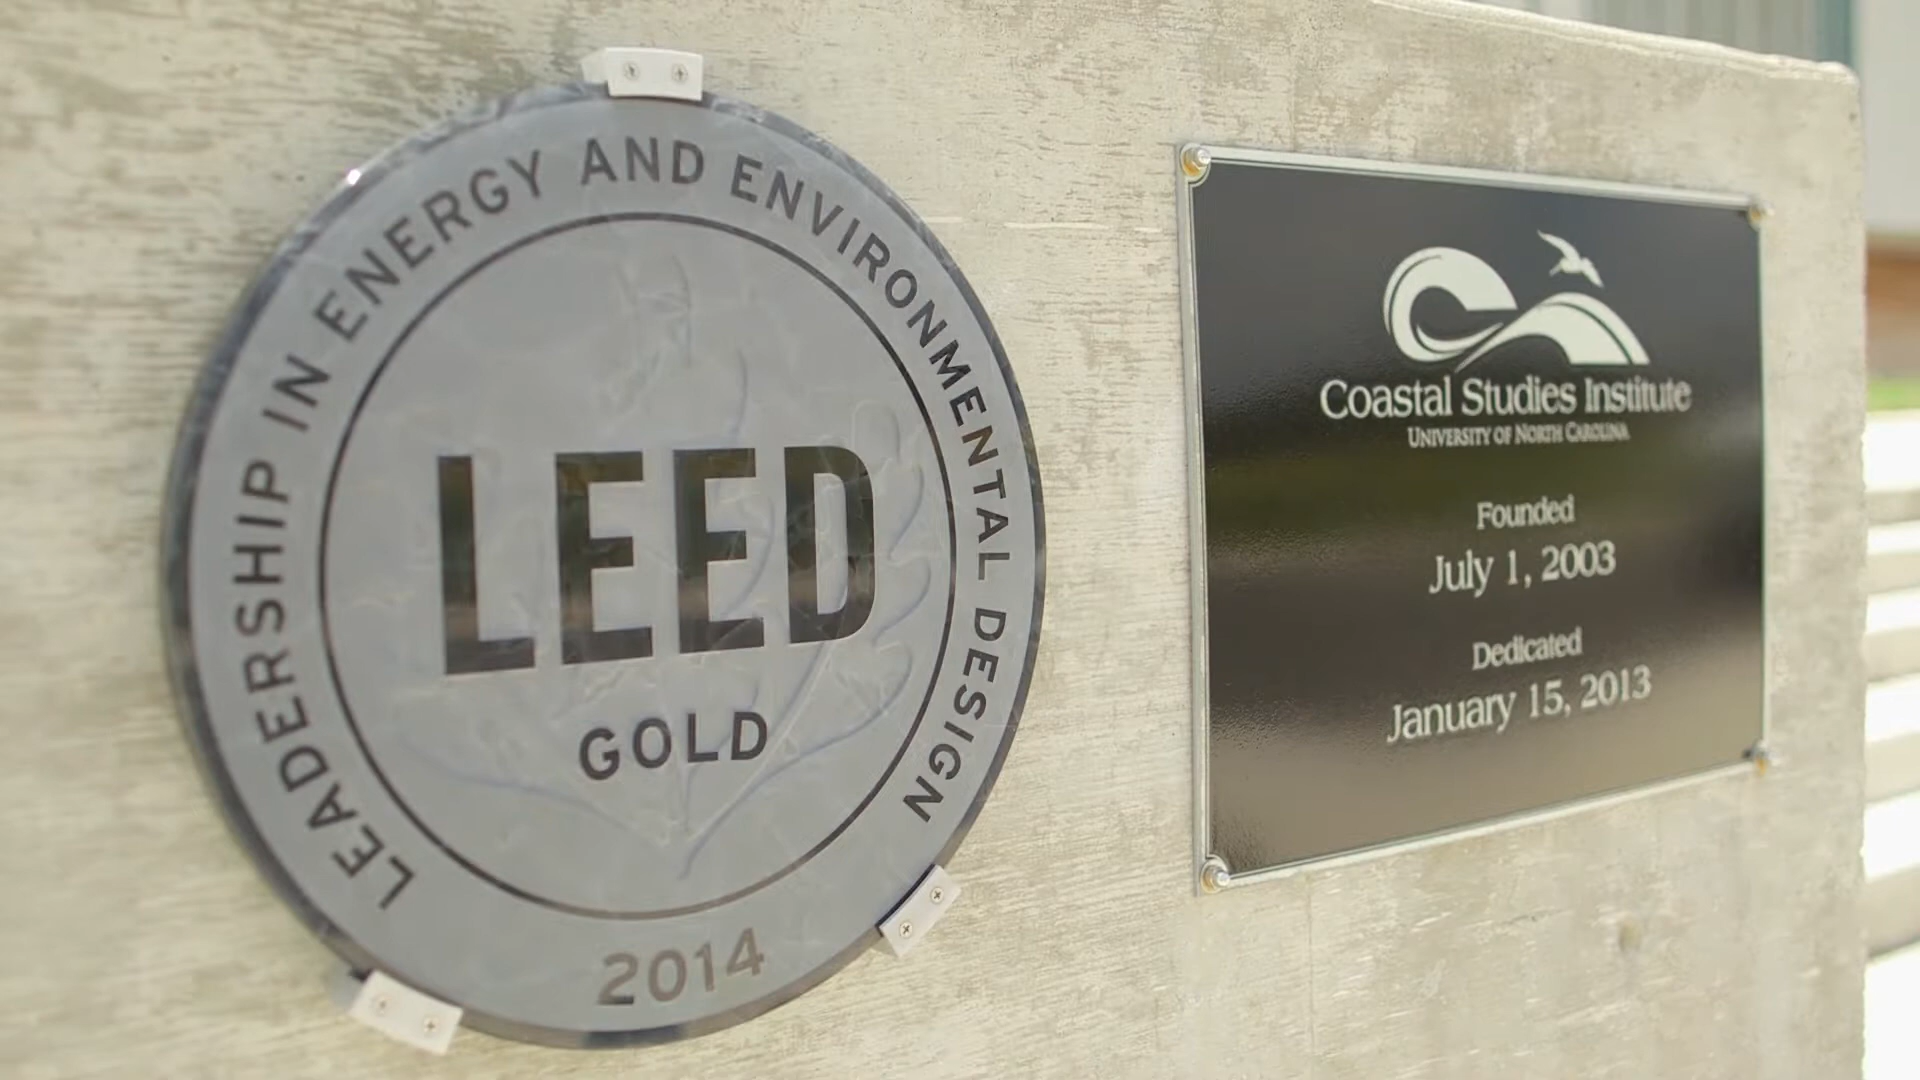 LEADERSHIP IN ENERGY AND ENVIRONMENTAL DESIGN
LEED
GOLD
2014
Coastal Studies Institute
UNIVERSITY OF NORTH CAROLINA
Founded
July 1, 2003
Dedicated
January 15, 2013